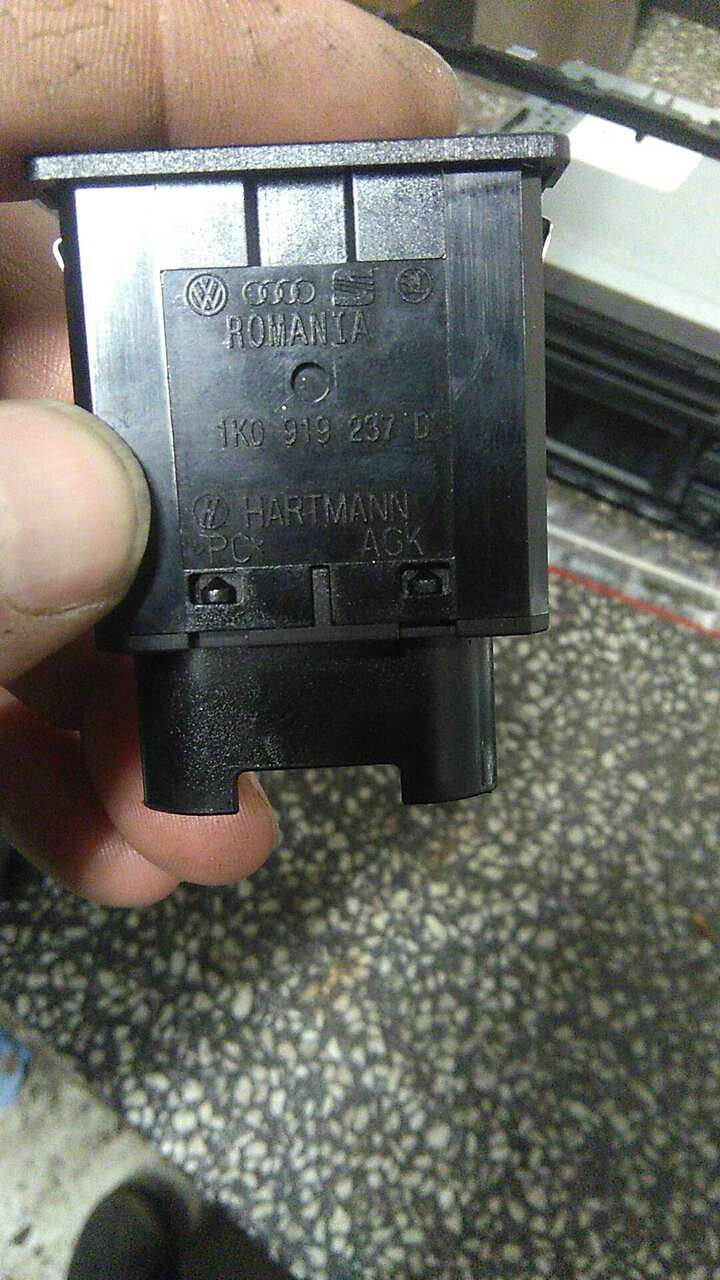 ROMANIA
1K0 919 237 D
HARTMANN
>PC< AGK